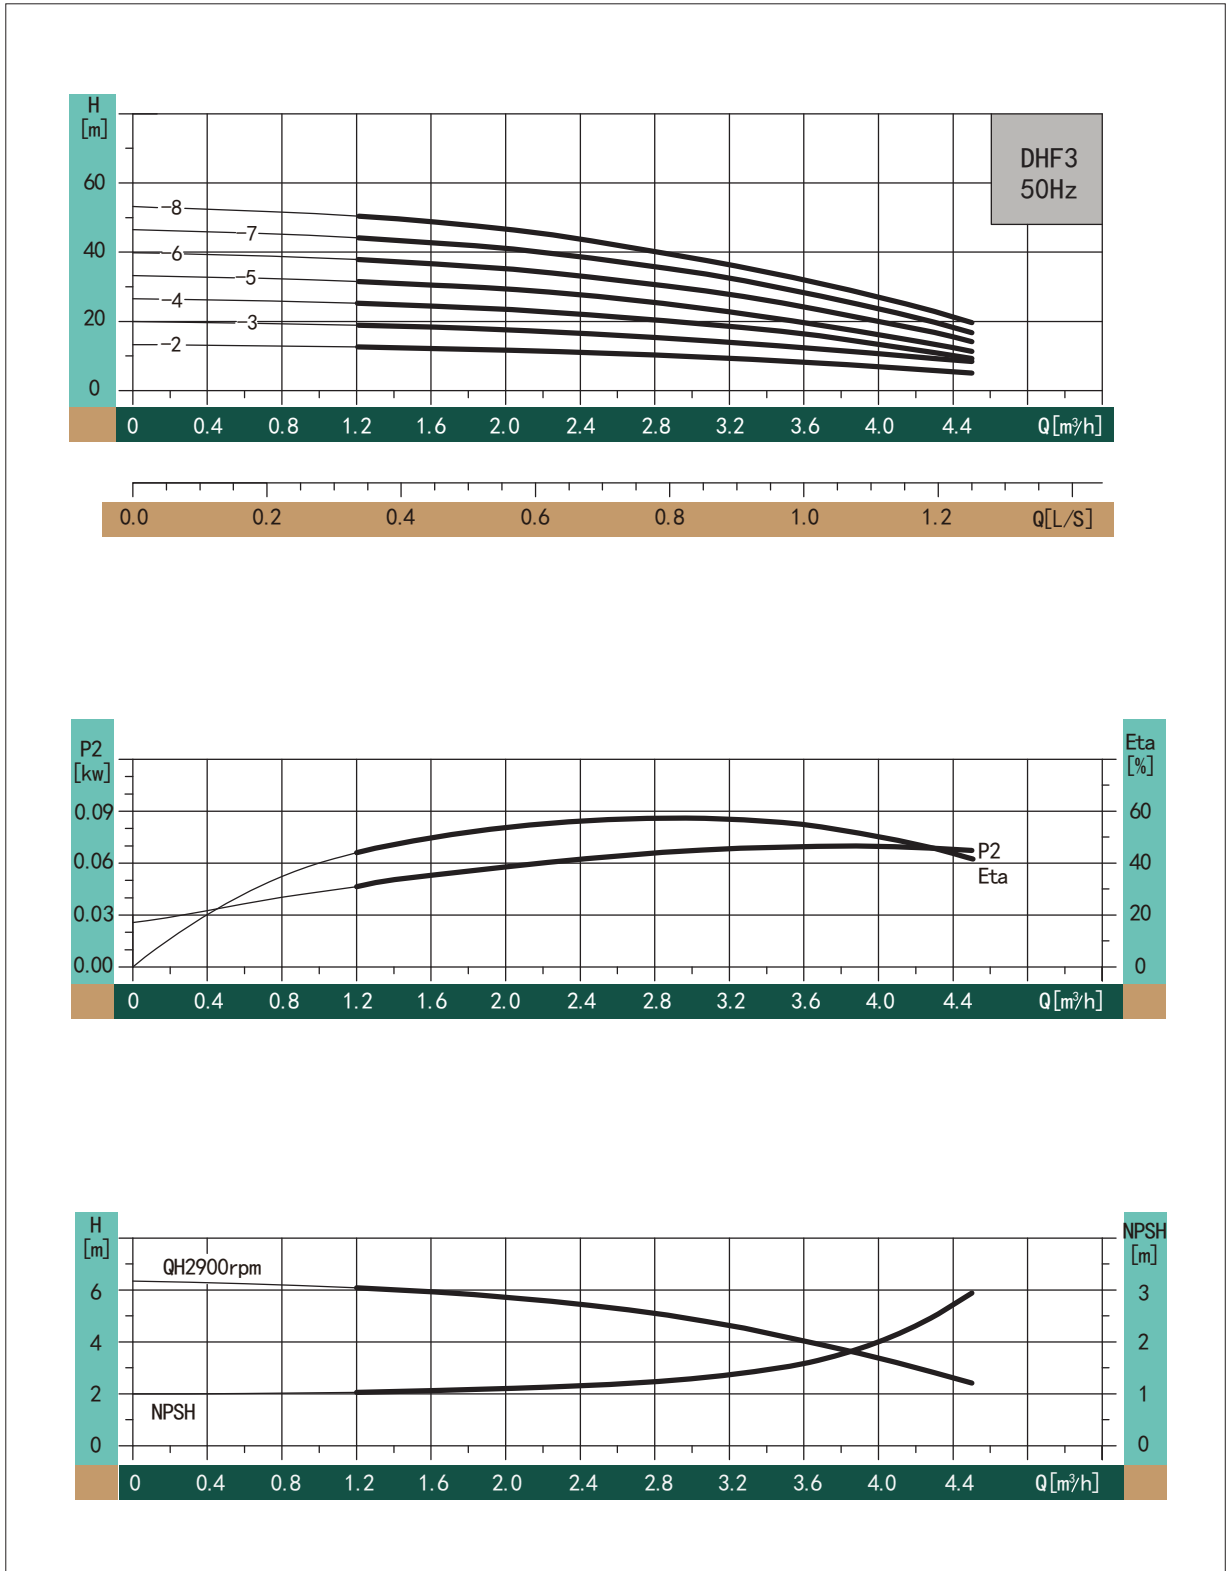 H
[m]
60
40
20
0
DHF3
50Hz
-8
-7
-6
-5
-4
-3
-2
0 0.4 0.8 1.2 1.6 2.0 2.4 2.8 3.2 3.6 4.0 4.4 Q[m³/h]
0.0 0.2 0.4 0.6 0.8 1.0 1.2 Q[L/S]
P2
[kw]
0.09
0.06
0.03
0.00
Eta
[%]
60
40
20
0
P2
Eta
0 0.4 0.8 1.2 1.6 2.0 2.4 2.8 3.2 3.6 4.0 4.4 Q[m³/h]
H
[m]
6
4
2
0
QH2900rpm
NPSH
NPSH
[m]
3
2
1
0
0 0.4 0.8 1.2 1.6 2.0 2.4 2.8 3.2 3.6 4.0 4.4 Q[m³/h]